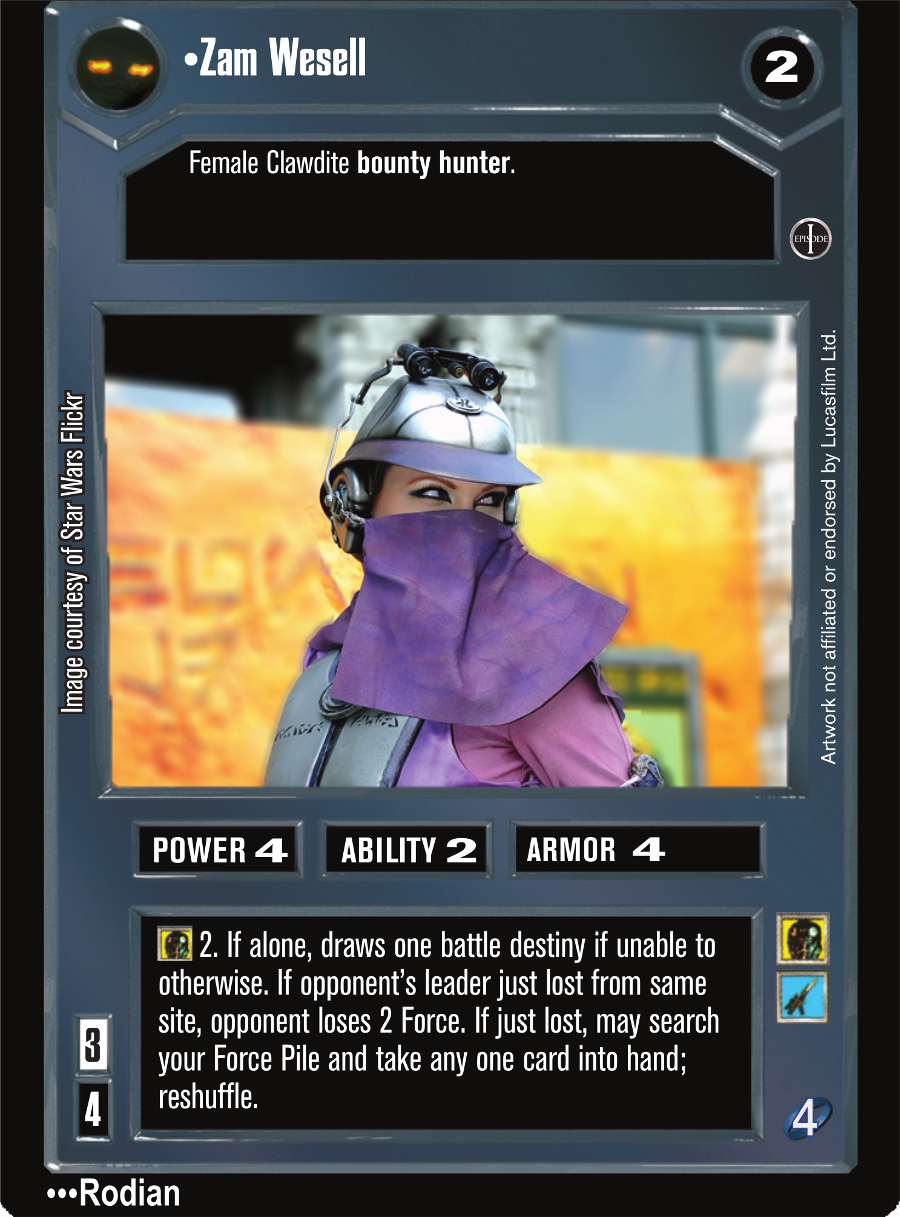 •Zam Wesell
2
Female Clawdite bounty hunter.
EPISODE
I
Image courtesy of Star Wars Flickr
Artwork not affiliated or endorsed by Lucasfilm Ltd.
POWER 4
ABILITY 2
ARMOR 4
2. If alone, draws one battle destiny if unable to
otherwise. If opponent’s leader just lost from same
site, opponent loses 2 Force. If just lost, may search
your Force Pile and take any one card into hand;
reshuffle.
3
4
4
•••Rodian